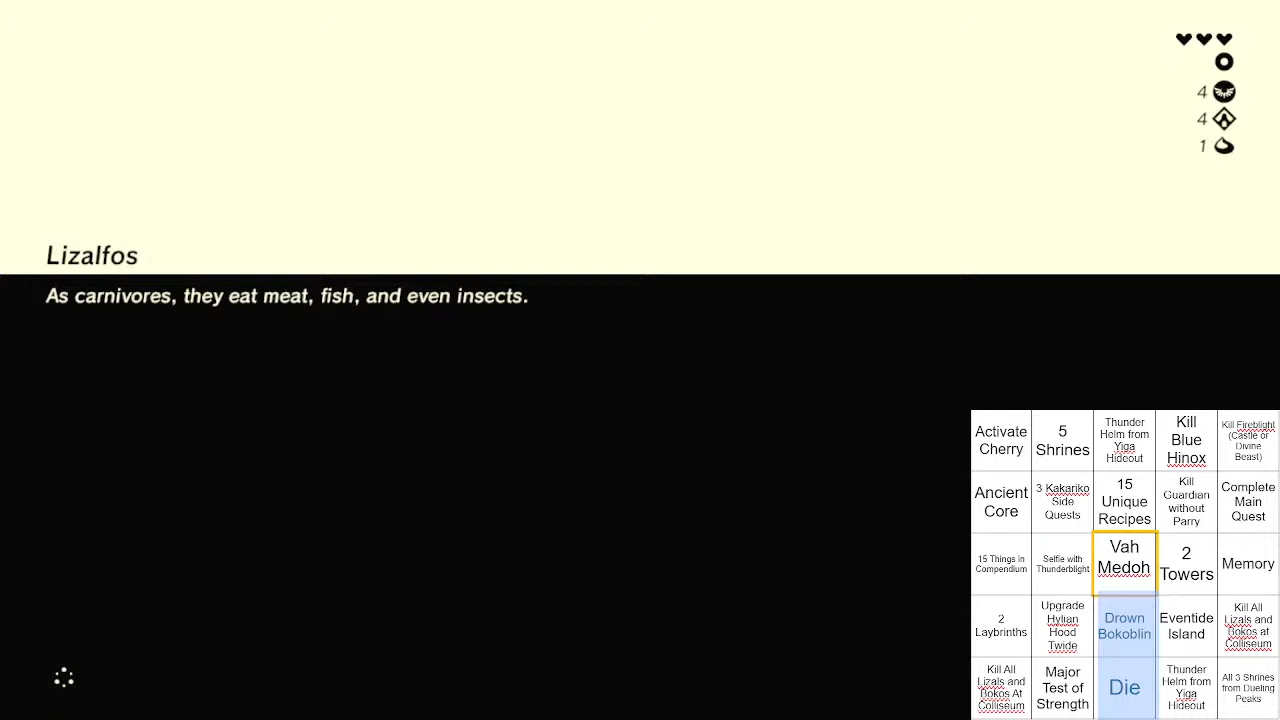 4
4
1
Lizalfos
As carnivores, they eat meat, fish, and even insects.
Activate
Cherry
5
Shrines
Thunder
Helm from
Yiga
Hideout
Kill
Blue
Hinox
Kill Fireblight
(Castle or
Divine
Beast)
Ancient
Core
3 Kakariko
Side
Quests
15
Unique
Recipes
Kill
Guardian
without
Parry
Complete
Main
Quest
15 Things in
Compendium
Selfie with
Thunderblight
Vah
Medoh
2
Towers
Memory
2
Laybrinths
Upgrade
Hylian
Hood
Twide
Drown
Bokoblin
Eventide
Island
Kill All
Lizals and
Bokos at
Colliseum
Kill All
Lizals and
Bokos At
Colliseum
Major
Test of
Strength
Die
Thunder
Helm from
Yiga
Hideout
All 3 Shrines
from Dueling
Peaks